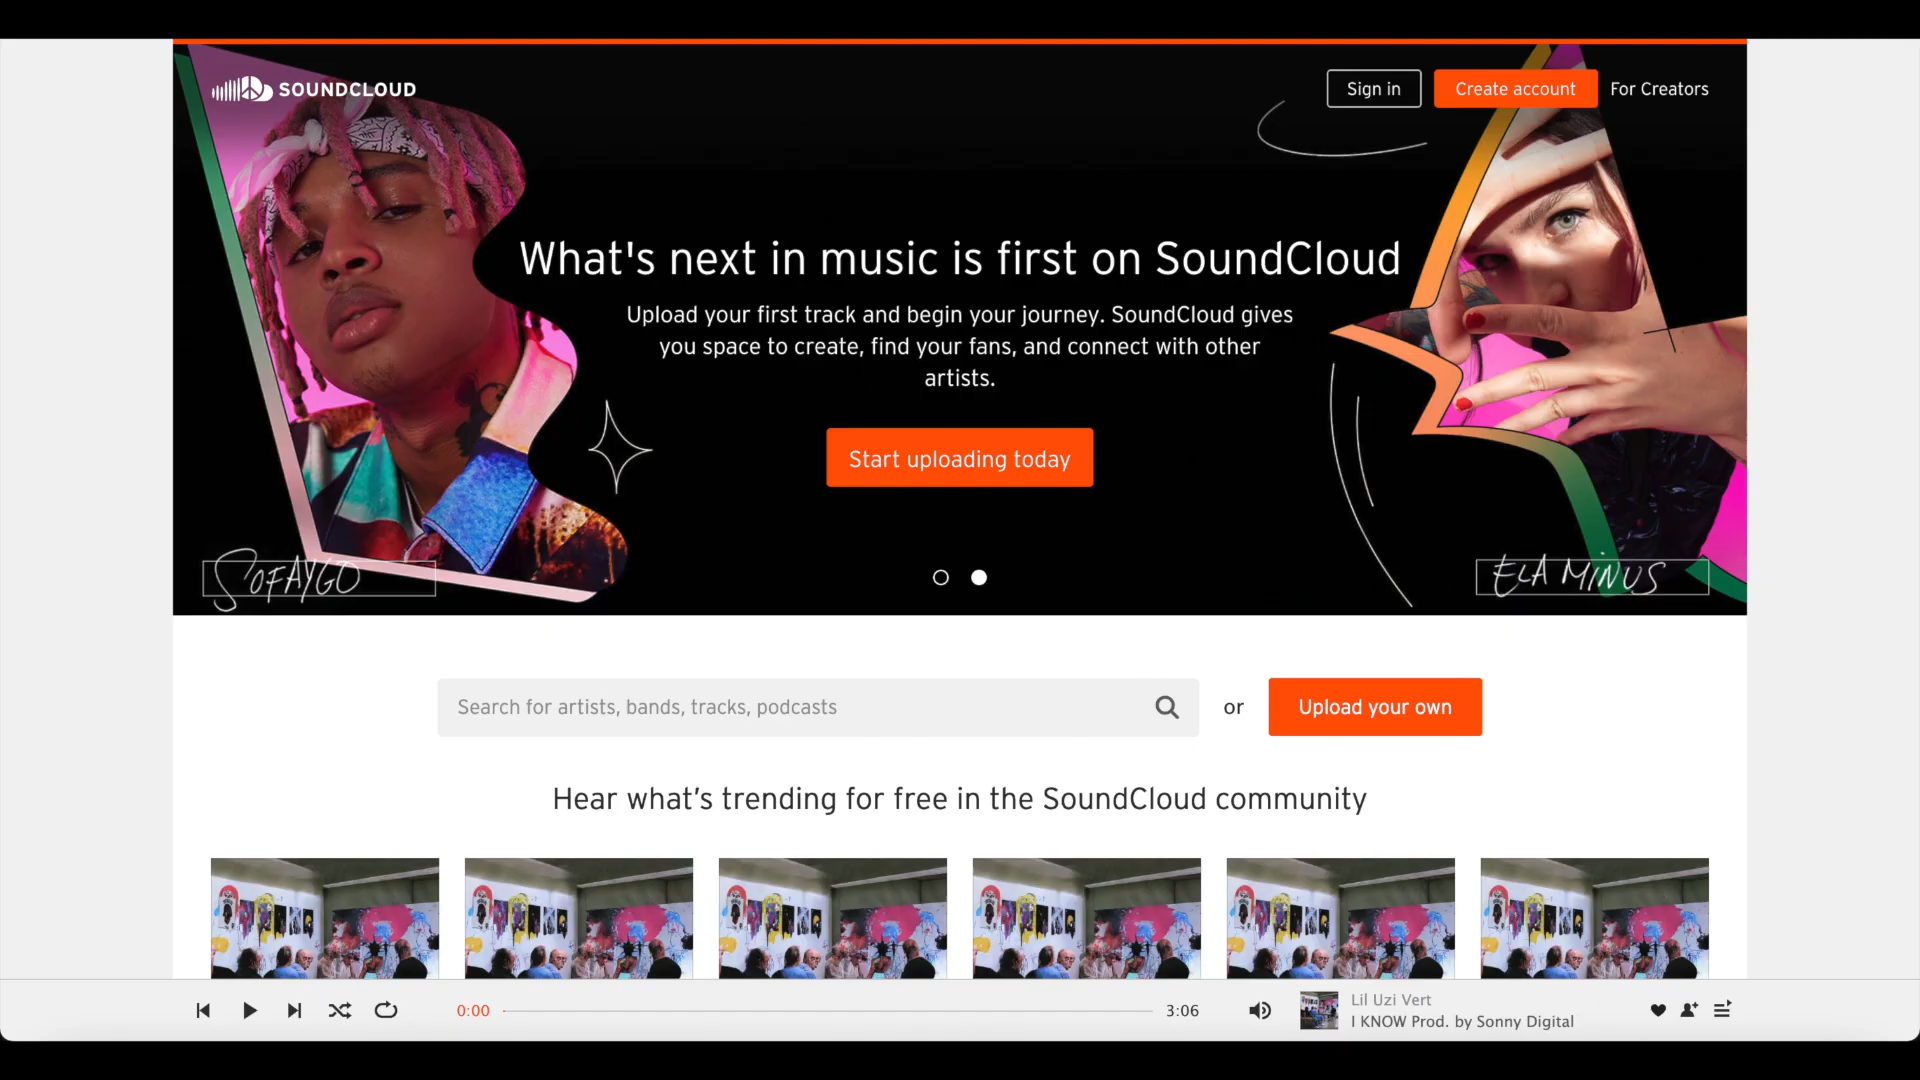 SOUNDCLOUD
Sign in
Create account
For Creators
What's next in music is first on SoundCloud
Upload your first track and begin your journey. SoundCloud gives
you space to create, find your fans, and connect with other
artists.
Start uploading today
SOFAYGO
ELA MINUS
Search for artists, bands, tracks, podcasts
or
Upload your own
Hear what’s trending for free in the SoundCloud community
0:00
3:06
Lil Uzi Vert
I KNOW Prod. by Sonny Digital